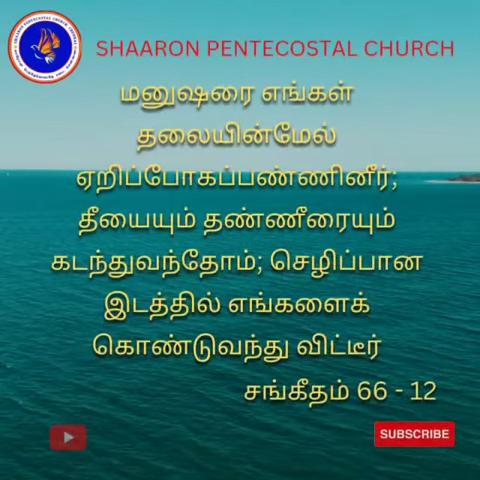 SHAARON PENTECOSTAL CHURCH
மனுஷரை எங்கள்
தலையின்மேல்
ஏறிப்போகப்பண்ணினீர்;
தீயையும் தண்ணீரையும்
கடந்துவந்தோம்; செழிப்பான
இடத்தில் எங்களைக்
கொண்டுவந்து விட்டீர்
சங்கீதம் 66 - 12
SUBSCRIBE